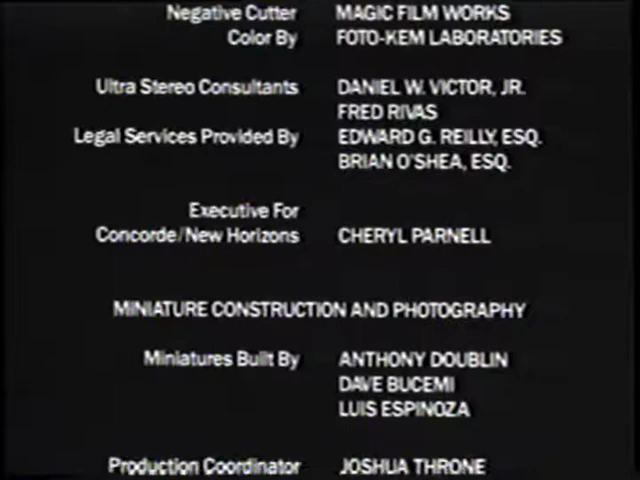 Negative Cutter MAGIC FILM WORKS
Color By FOTO-KEM LABORATORIES
Ultra Stereo Consultants DANIEL W. VICTOR, JR.
FRED RIVAS
Legal Services Provided By EDWARD G. REILLY, ESQ.
BRIAN O'SHEA, ESQ.
Executive For
Concorde/New Horizons CHERYL PARNELL
MINIATURE CONSTRUCTION AND PHOTOGRAPHY
Miniatures Built By ANTHONY DOUBLIN
DAVE BUCEMI
LUIS ESPINOZA
Production Coordinator JOSHUA THRONE